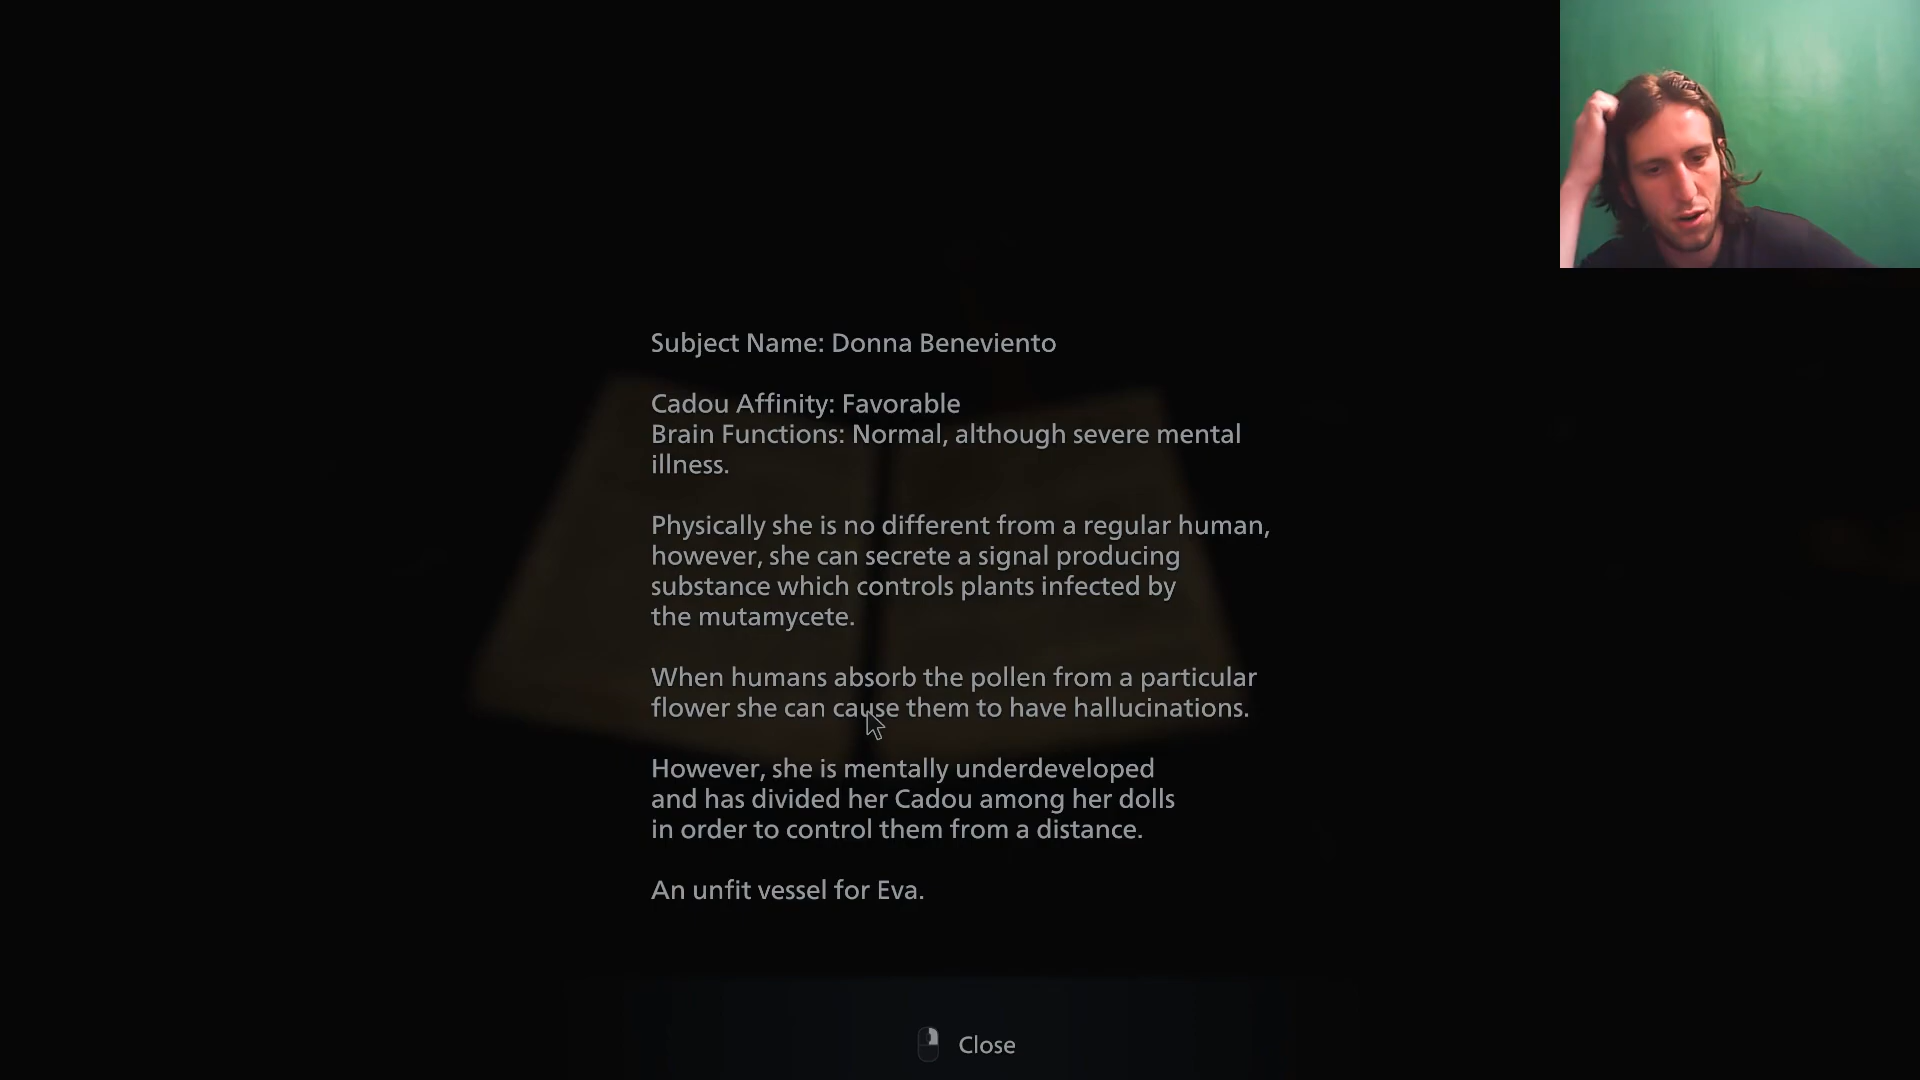 Subject Name: Donna Beneviento
Cadou Affinity: Favorable
Brain Functions: Normal, although severe mental
illness.
Physically she is no different from a regular human,
however, she can secrete a signal producing
substance which controls plants infected by
the mutamycete.
When humans absorb the pollen from a particular
flower she can cause them to have hallucinations.
However, she is mentally underdeveloped
and has divided her Cadou among her dolls
in order to control them from a distance.
An unfit vessel for Eva.
Close